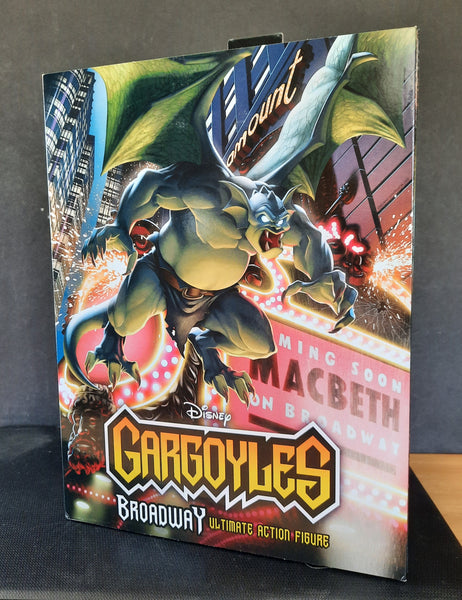 amount
MING SOON
MACBETH
ON BROADWAY
Disney
GARGOYLES
BROADWAY ULTIMATE ACTION FIGURE